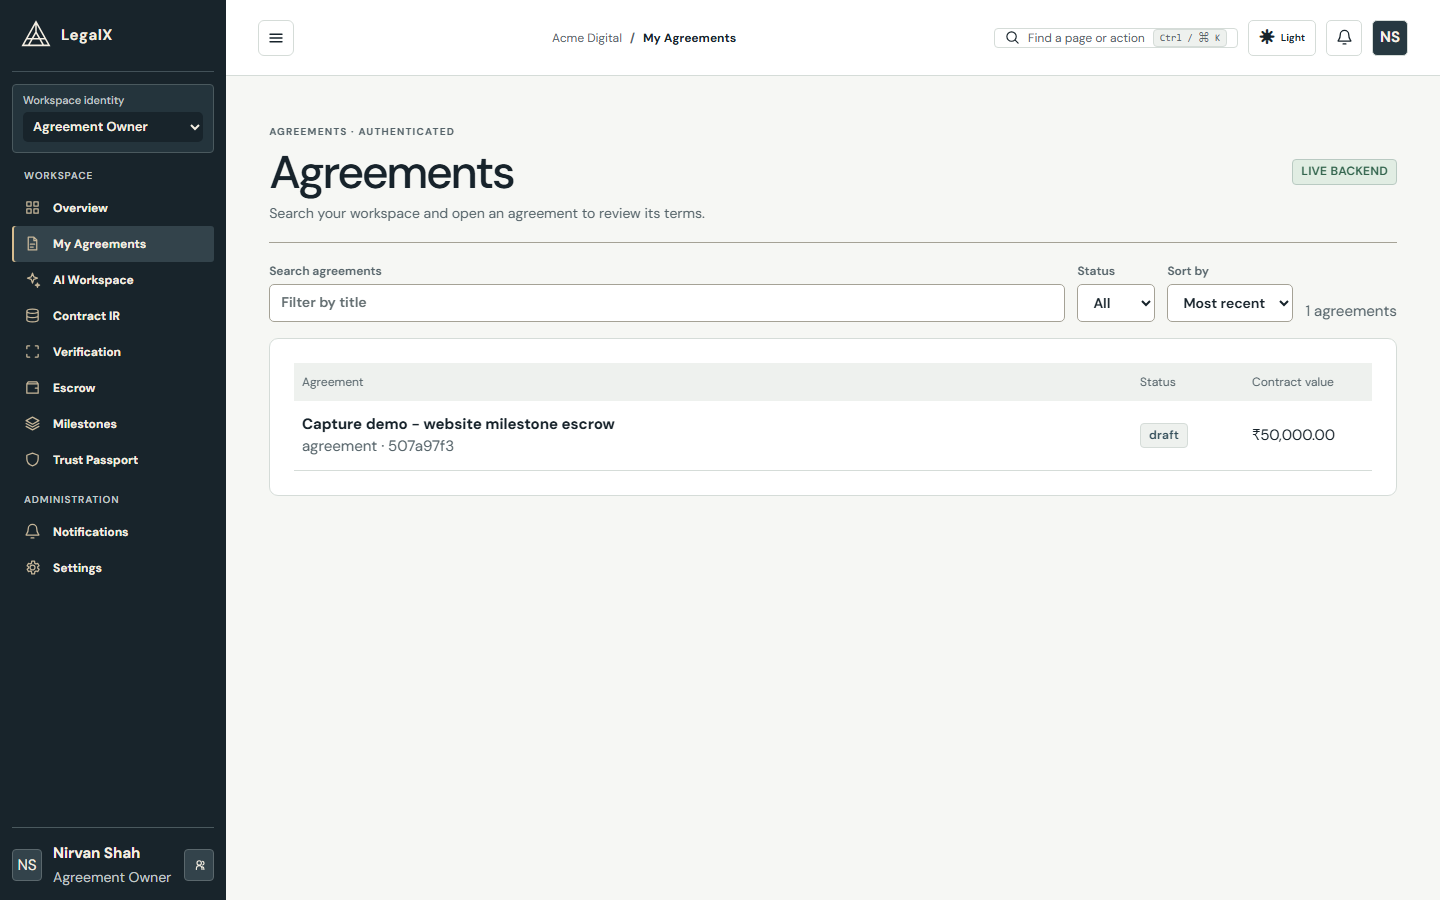 LegalX
Workspace identity
Agreement Owner
WORKSPACE
Overview
My Agreements
AI Workspace
Contract IR
Verification
Escrow
Milestones
Trust Passport
ADMINISTRATION
Notifications
Settings
NS
Nirvan Shah
Agreement Owner
Acme Digital / My Agreements
Find a page or action
Ctrl / ⌘ K
Light
NS
AGREEMENTS · AUTHENTICATED
Agreements
Search your workspace and open an agreement to review its terms.
LIVE BACKEND
Search agreements
Filter by title
Status
All
Sort by
Most recent
1 agreements
Agreement Status Contract value
Capture demo - website milestone escrow
agreement · 507a97f3
draft
₹50,000.00